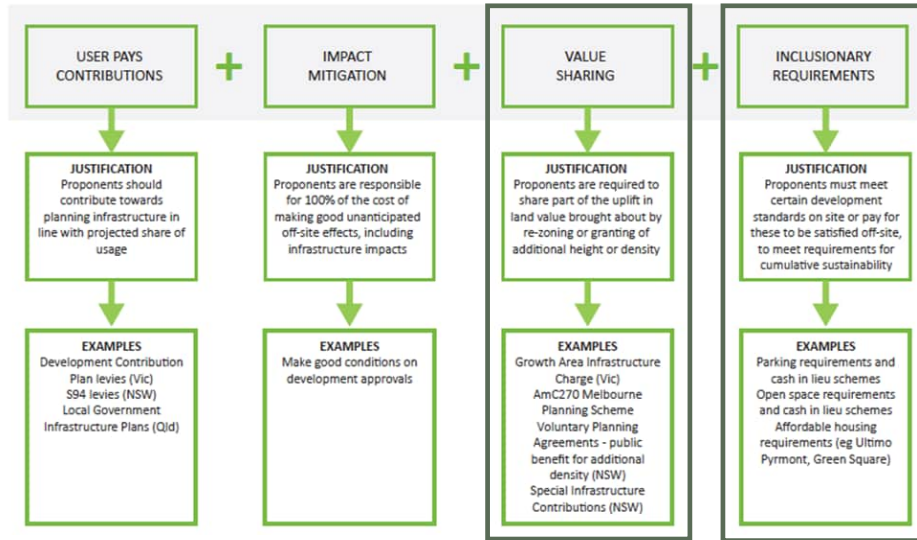 USER PAYS
CONTRIBUTIONS
+
IMPACT
MITIGATION
+
VALUE
SHARING
+
INCLUSIONARY
REQUIREMENTS
JUSTIFICATION
Proponents should
contribute towards
planning infrastructure in
line with projected share of
usage
JUSTIFICATION
Proponents are responsible
for 100% of the cost of
making good unanticipated
off-site effects, including
infrastructure impacts
JUSTIFICATION
Proponents are required to
share part of the uplift in
land value brought about by
re-zoning or granting of
additional height or density
JUSTIFICATION
Proponents must meet
certain development
standards on site or pay for
these to be satisfied off-site,
to meet requirements for
cumulative sustainability
EXAMPLES
Development Contribution
Plan levies (Vic)
S94 levies (NSW)
Local Government
Infrastructure Plans (Qld)
EXAMPLES
Make good conditions on
development approvals
EXAMPLES
Growth Area Infrastructure
Charge (Vic)
AmC270 Melbourne
Planning Scheme
Voluntary Planning
Agreements - public
benefit for additional
density (NSW)
Special Infrastructure
Contributions (NSW)
EXAMPLES
Parking requirements and
cash in lieu schemes
Open space requirements
and cash in lieu schemes
Affordable housing
requirements (eg Ultimo
Pyrmont, Green Square)